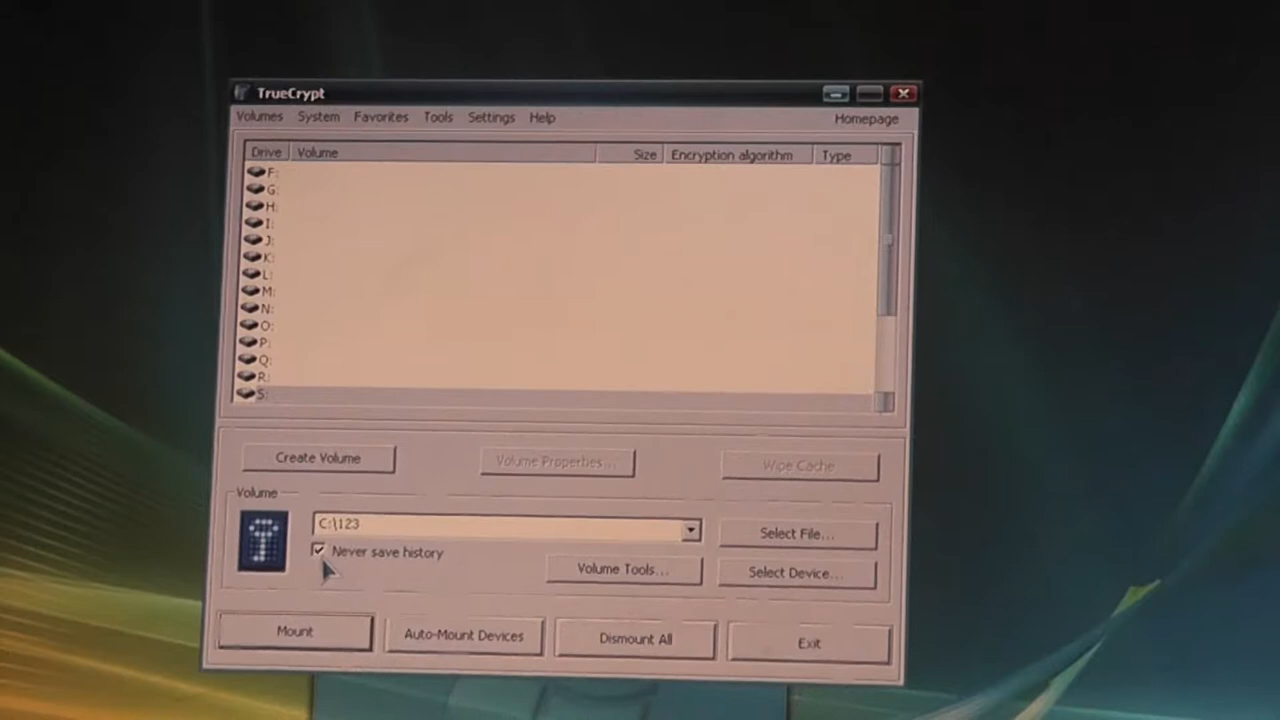 TrueCrypt
Volumes System Favorites Tools Settings Help Homepage
Drive Volume Size Encryption algorithm Type
F:
G:
H:
I:
J:
K:
L:
M:
N:
O:
P:
Q:
R:
S:
Create Volume Volume Properties... Wipe Cache
Volume
C:\123 Select File...
Never save history
Volume Tools... Select Device...
Mount Auto-Mount Devices Dismount All Exit